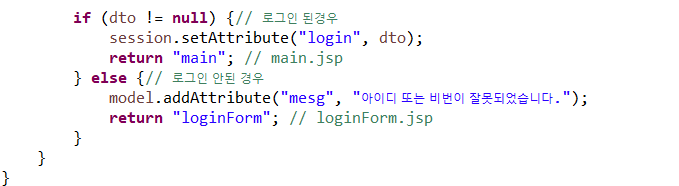 if (dto != null) {// 로그인 된경우
session.setAttribute("login", dto);
return "main"; // main.jsp
} else {// 로그인 안된 경우
model.addAttribute("mesg", "아이디 또는 비번이 잘못되었습니다.");
return "loginForm"; // loginForm.jsp
}
}
}